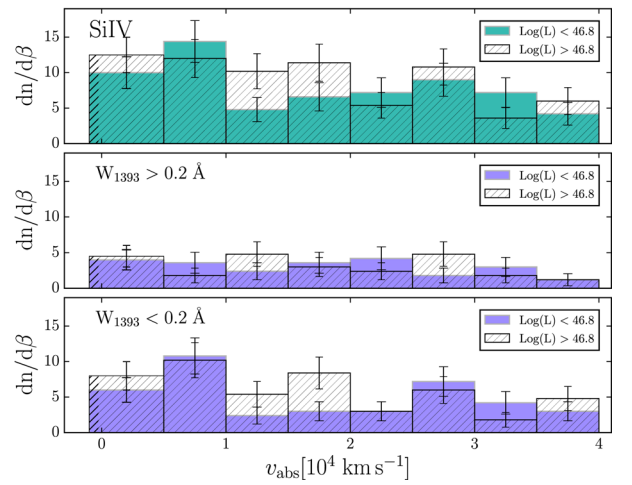 SiIV
Log(L) < 46.8
Log(L) > 46.8
dn/dβ
15
10
5
0
W1393 > 0.2 Å
Log(L) < 46.8
Log(L) > 46.8
dn/dβ
15
10
5
0
W1393 < 0.2 Å
Log(L) < 46.8
Log(L) > 46.8
dn/dβ
15
10
5
0
0 1 2 3 4
vabs[10⁴ km s⁻¹]